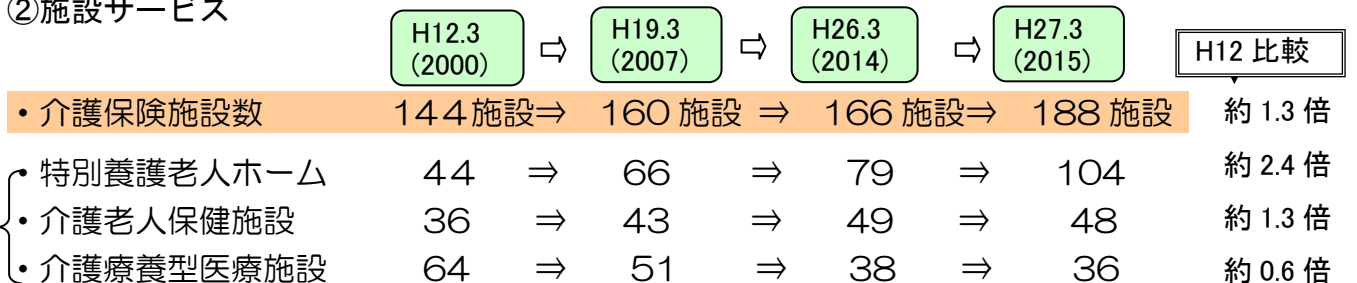 ②施設サービス
H12.3 ⇨ H19.3 ⇨ H26.3 ⇨ H27.3
(2000) (2007) (2014) (2015)
H12 比較
・介護保険施設数 144施設⇒ 160 施設 ⇒ 166 施設⇒ 188 施設 約 1.3 倍
・特別養護老人ホーム 44 ⇒ 66 ⇒ 79 ⇒ 104 約 2.4 倍
・介護老人保健施設 36 ⇒ 43 ⇒ 49 ⇒ 48 約 1.3 倍
・介護療養型医療施設 64 ⇒ 51 ⇒ 38 ⇒ 36 約 0.6 倍